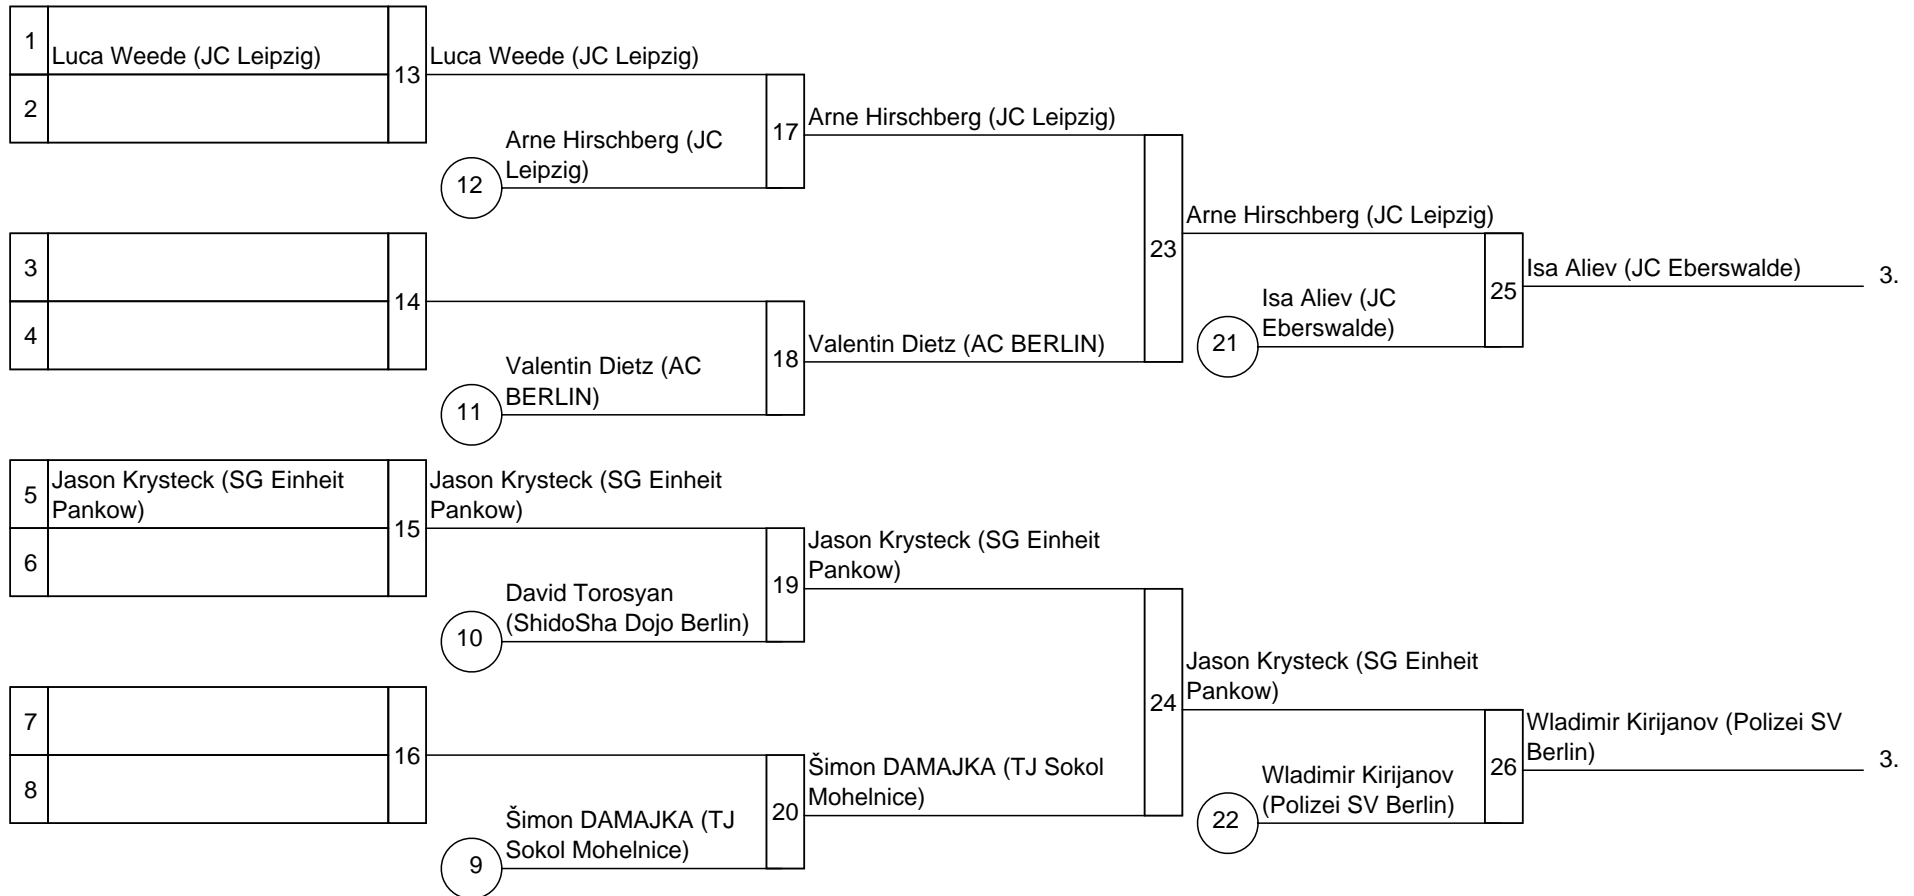 1
Luca Weede (JC Leipzig)
13
Luca Weede (JC Leipzig)
2
17
Arne Hirschberg (JC Leipzig)
Arne Hirschberg (JC
Leipzig)
12
23
Arne Hirschberg (JC Leipzig)
3
14
4
25
Isa Aliev (JC Eberswalde)
3.
Isa Aliev (JC
Eberswalde)
21
18
Valentin Dietz (AC BERLIN)
Valentin Dietz (AC
BERLIN)
11
5
Jason Krysteck (SG Einheit
Pankow)
15
Jason Krysteck (SG Einheit
Pankow)
6
19
Jason Krysteck (SG Einheit
Pankow)
David Torosyan
(ShidoSha Dojo Berlin)
10
24
Jason Krysteck (SG Einheit
Pankow)
7
16
8
26
Wladimir Kirijanov (Polizei SV
Berlin)
3.
Wladimir Kirijanov
(Polizei SV Berlin)
22
20
Šimon DAMAJKA (TJ Sokol
Mohelnice)
Šimon DAMAJKA (TJ
Sokol Mohelnice)
9